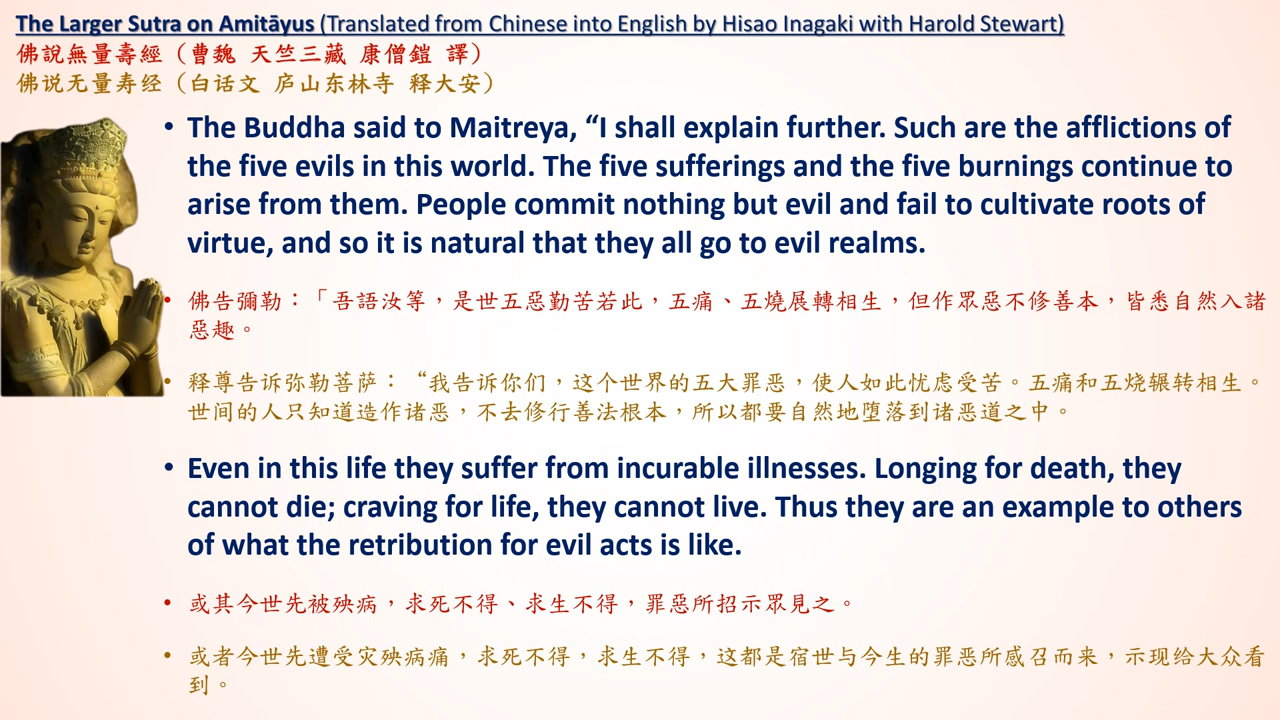 The Larger Sutra on Amitāyus (Translated from Chinese into English by Hisao Inagaki with Harold Stewart)
佛說無量壽經（曹魏 天竺三藏 康僧鎧 譯）
佛说无量寿经（白话文 庐山东林寺 释大安）
• The Buddha said to Maitreya, “I shall explain further. Such are the afflictions of
the five evils in this world. The five sufferings and the five burnings continue to
arise from them. People commit nothing but evil and fail to cultivate roots of
virtue, and so it is natural that they all go to evil realms.
• 佛告彌勒：「吾語汝等，是世五惡勤苦若此，五痛、五燒展轉相生，但作眾惡不修善本，皆悉自然入諸
惡趣。
• 释尊告诉弥勒菩萨：“我告诉你们，这个世界的五大罪恶，使人如此忧虑受苦。五痛和五烧辗转相生。
世间的人只知道造作诸恶，不去修行善法根本，所以都要自然地堕落到诸恶道之中。
• Even in this life they suffer from incurable illnesses. Longing for death, they
cannot die; craving for life, they cannot live. Thus they are an example to others
of what the retribution for evil acts is like.
• 或其今世先被殃病，求死不得、求生不得，罪惡所招示眾見之。
• 或者今世先遭受灾殃病痛，求死不得，求生不得，这都是宿世与今生的罪恶所感召而来，示现给大众看
到。